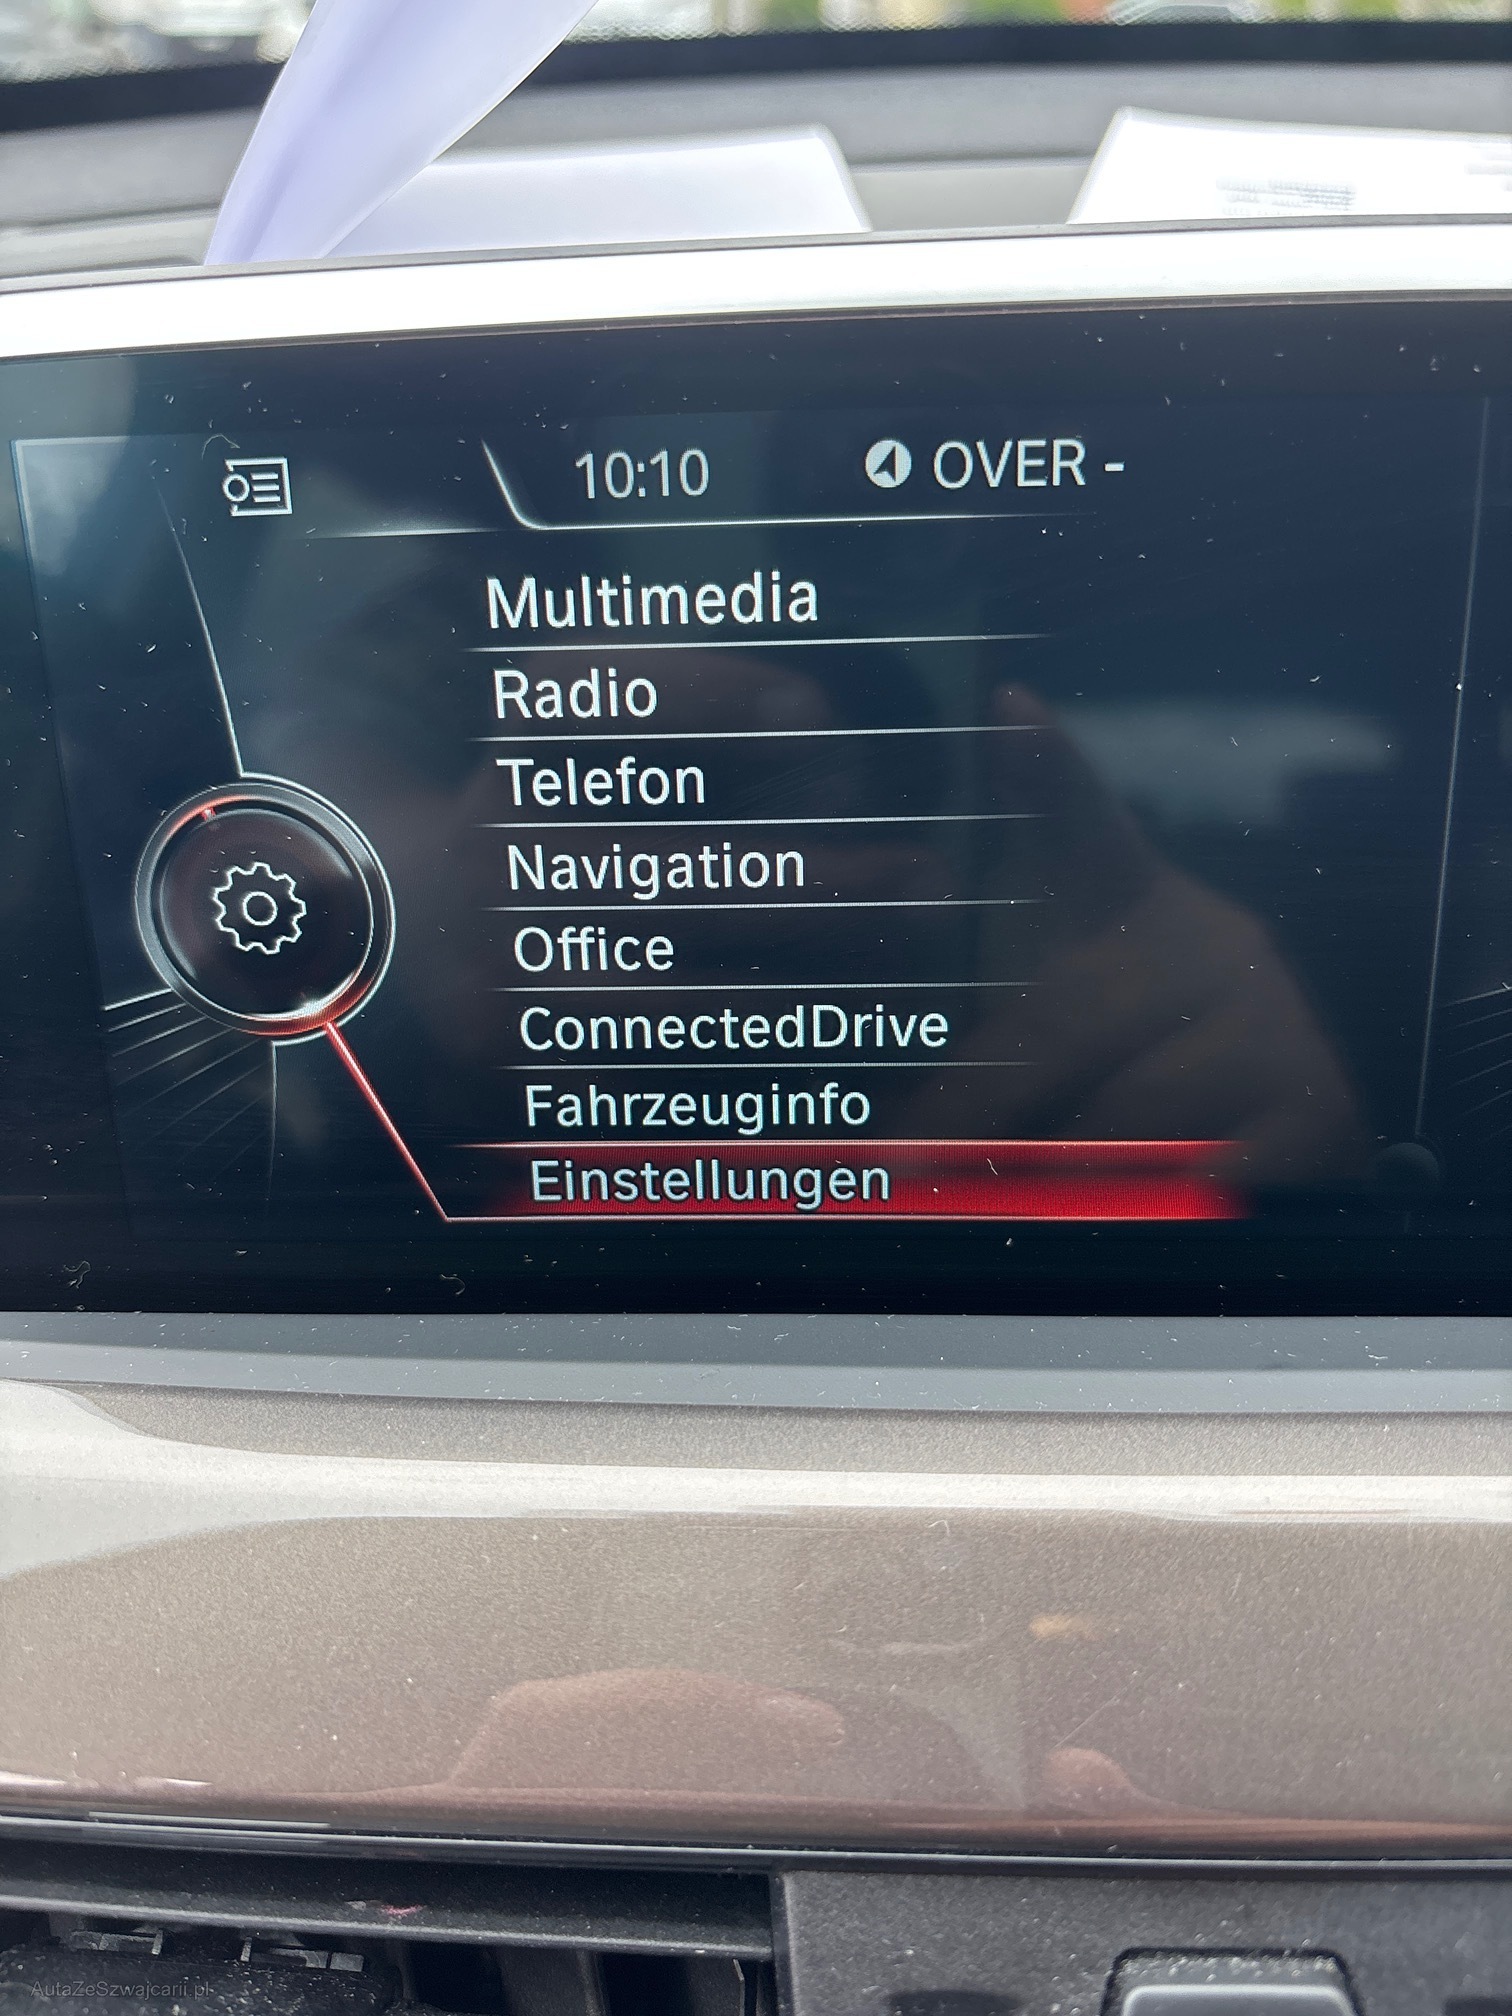 10:10
OVER -
Multimedia
Radio
Telefon
Navigation
Office
ConnectedDrive
Fahrzeuginfo
Einstellungen
AutaZeSzwajcarii.pl